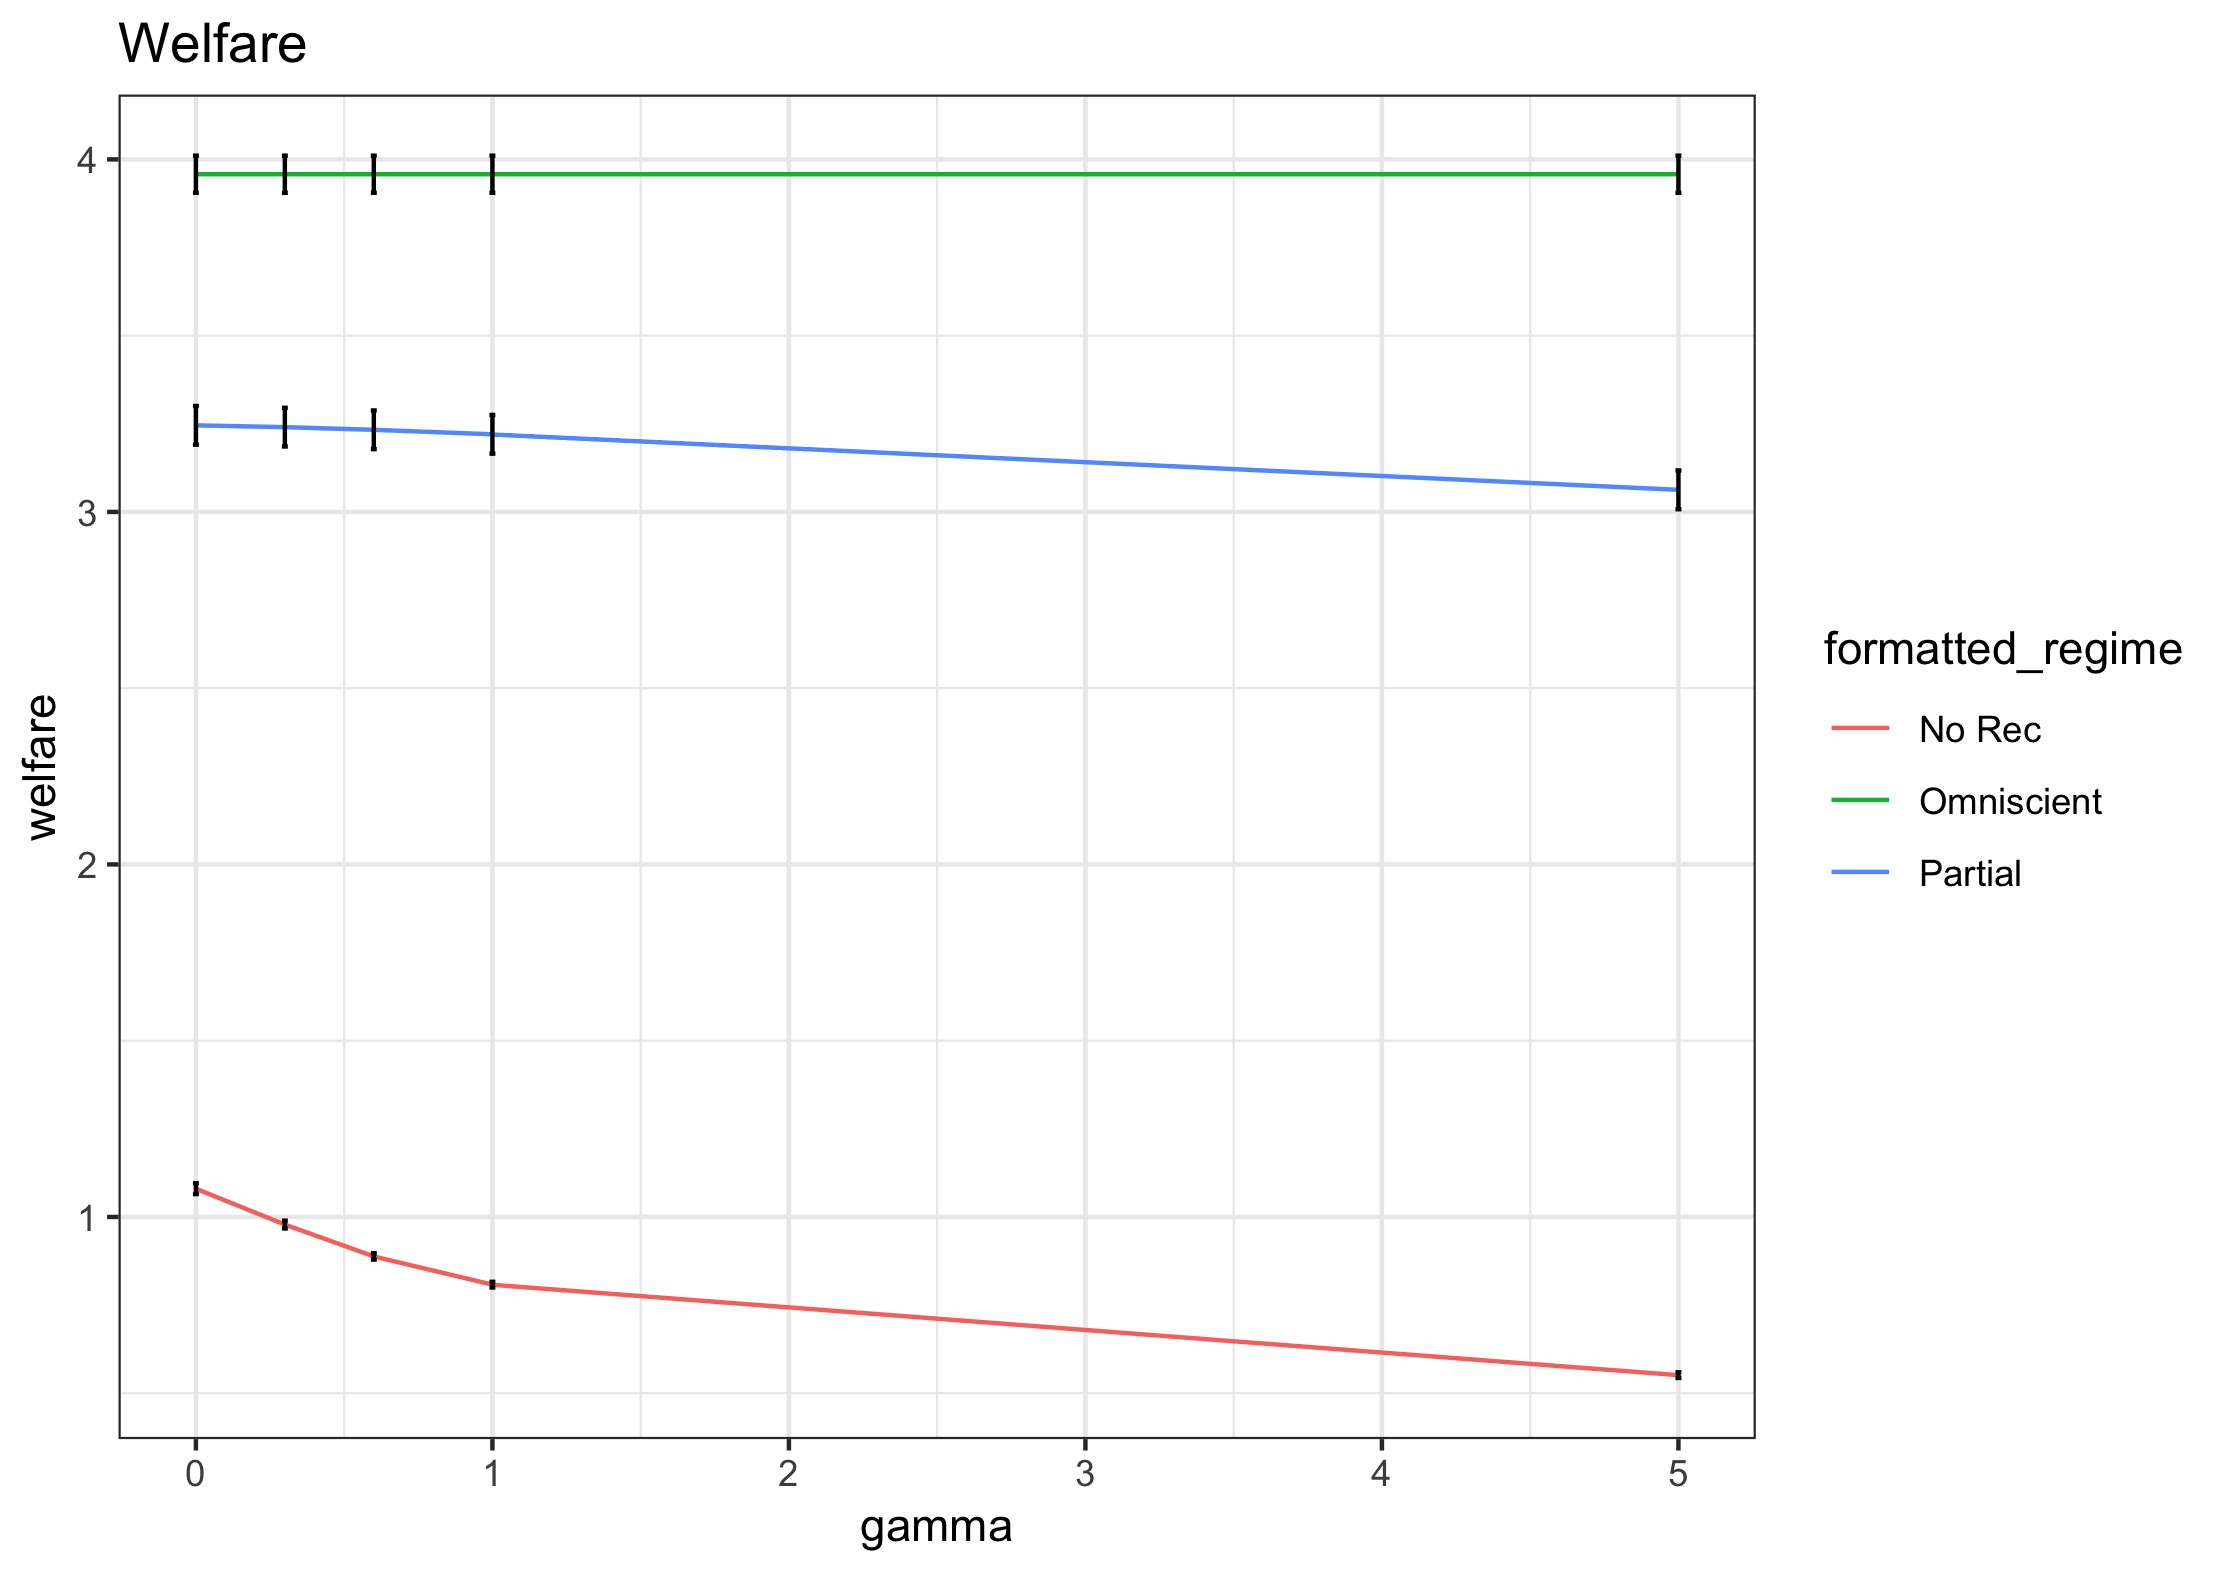 Welfare
4
3
2
1
welfare
0 1 2 3 4 5
gamma
formatted_regime
No Rec
Omniscient
Partial